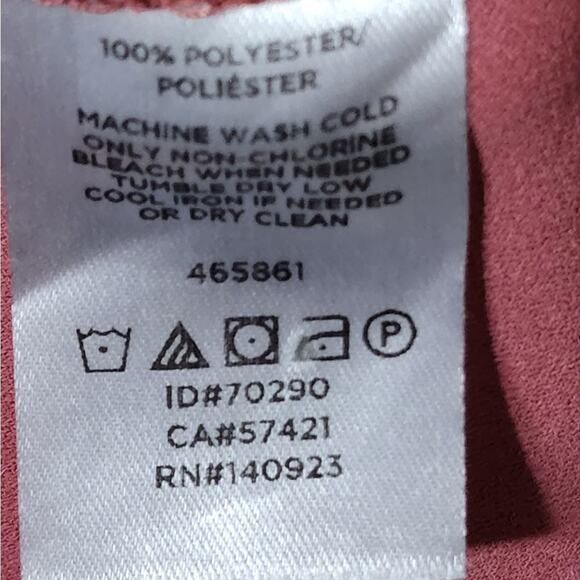 100% POLYESTER/
POLIÉSTER
MACHINE WASH COLD
ONLY NON-CHLORINE
BLEACH WHEN NEEDED
TUMBLE DRY LOW
COOL IRON IF NEEDED
OR DRY CLEAN
465861
P
ID#70290
CA#57421
RN#140923